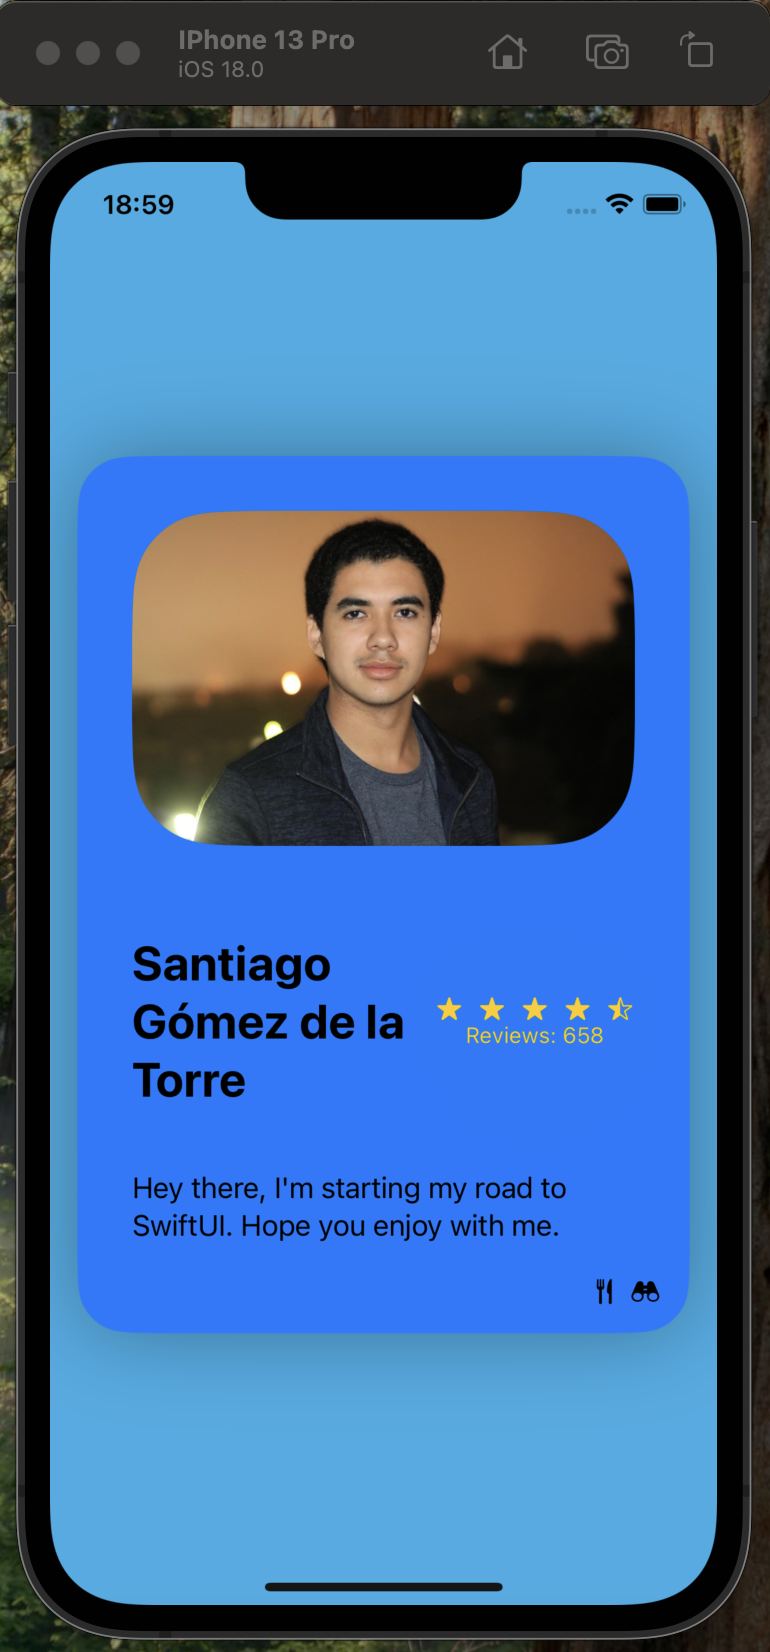 IPhone 13 Pro
iOS 18.0
18:59
Santiago
Gómez de la
Torre
Reviews: 658
Hey there, I'm starting my road to
SwiftUI. Hope you enjoy with me.